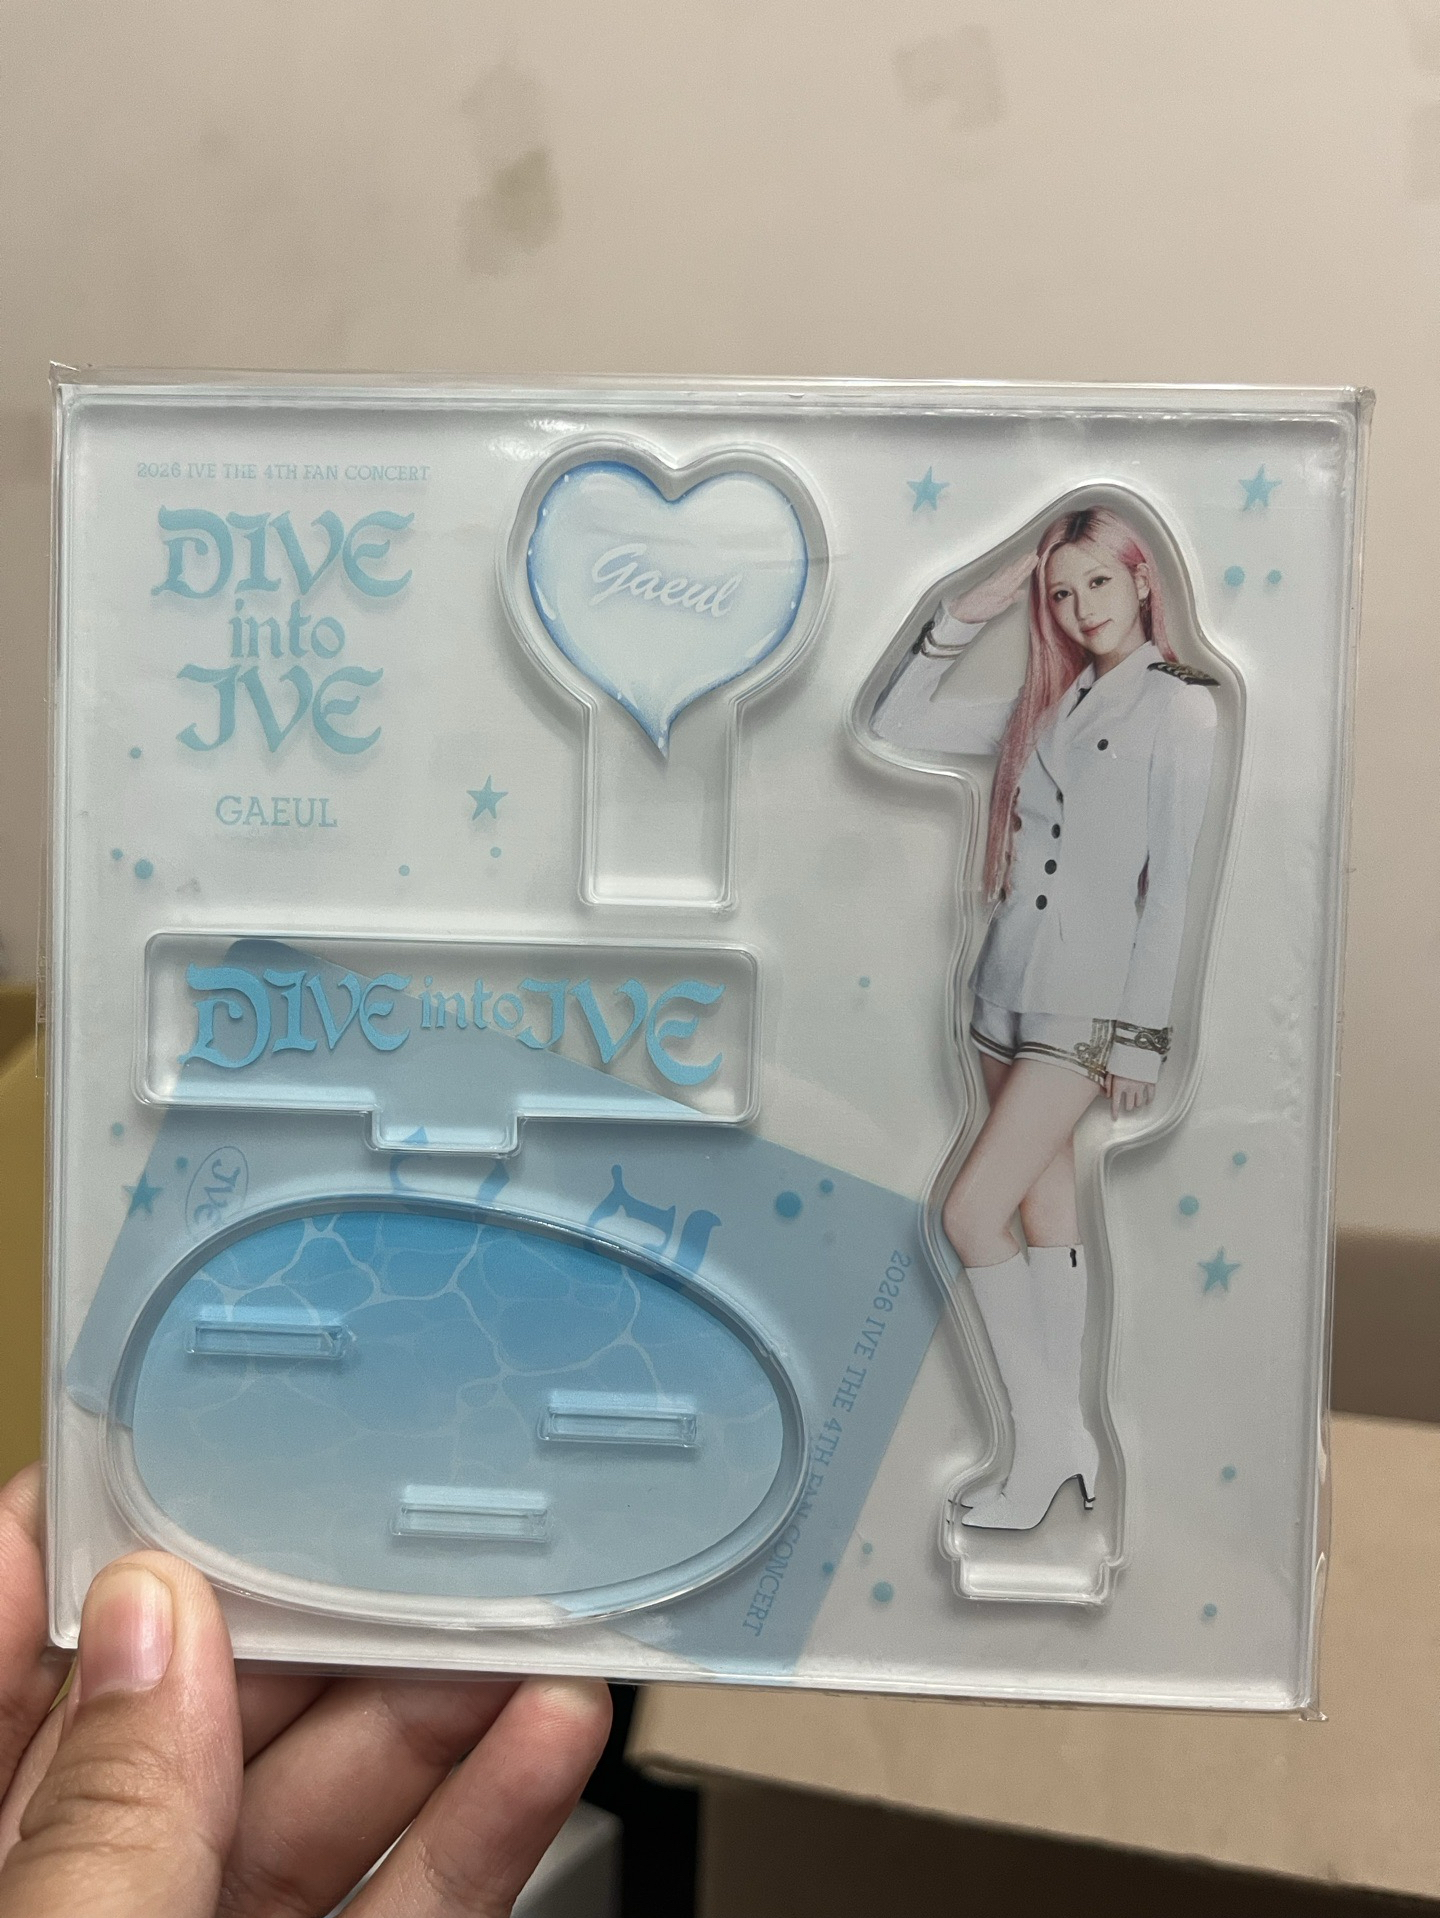 2026 IVE THE 4TH FAN CONCERT
DIVE
into
IVE
GAEUL
Gaeul
DIVE into IVE
IVE
2026 IVE THE 4TH FAN CONCERT